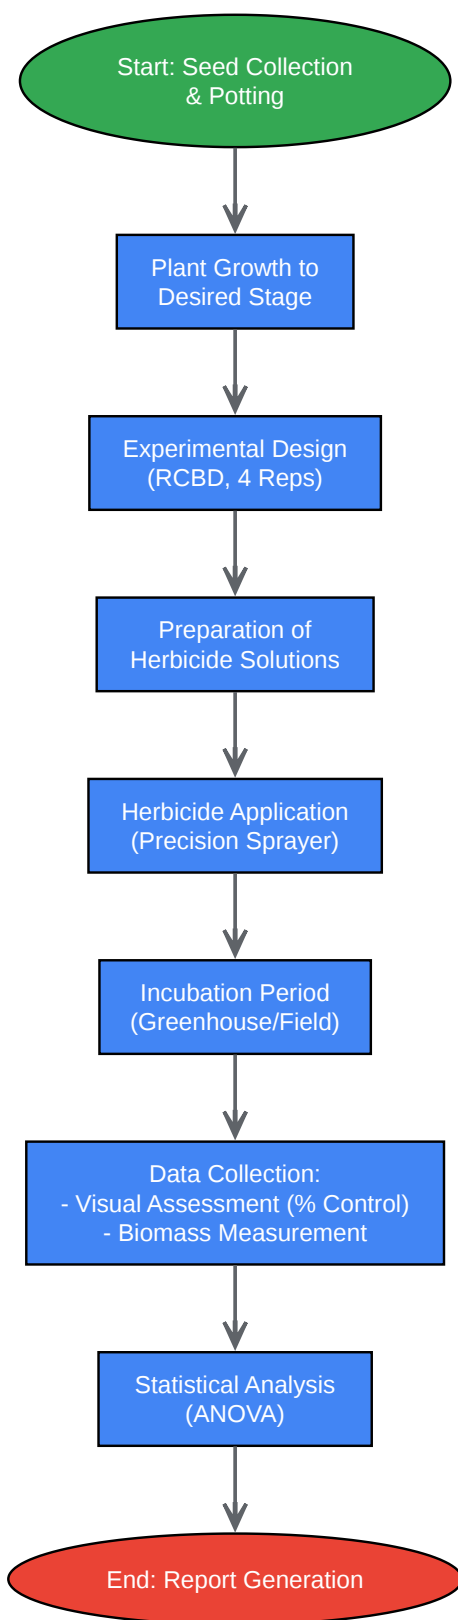 Start: Seed Collection
& Potting
Plant Growth to
Desired Stage
Experimental Design
(RCBD, 4 Reps)
Preparation of
Herbicide Solutions
Herbicide Application
(Precision Sprayer)
Incubation Period
(Greenhouse/Field)
Data Collection:
- Visual Assessment (% Control)
- Biomass Measurement
Statistical Analysis
(ANOVA)
End: Report Generation